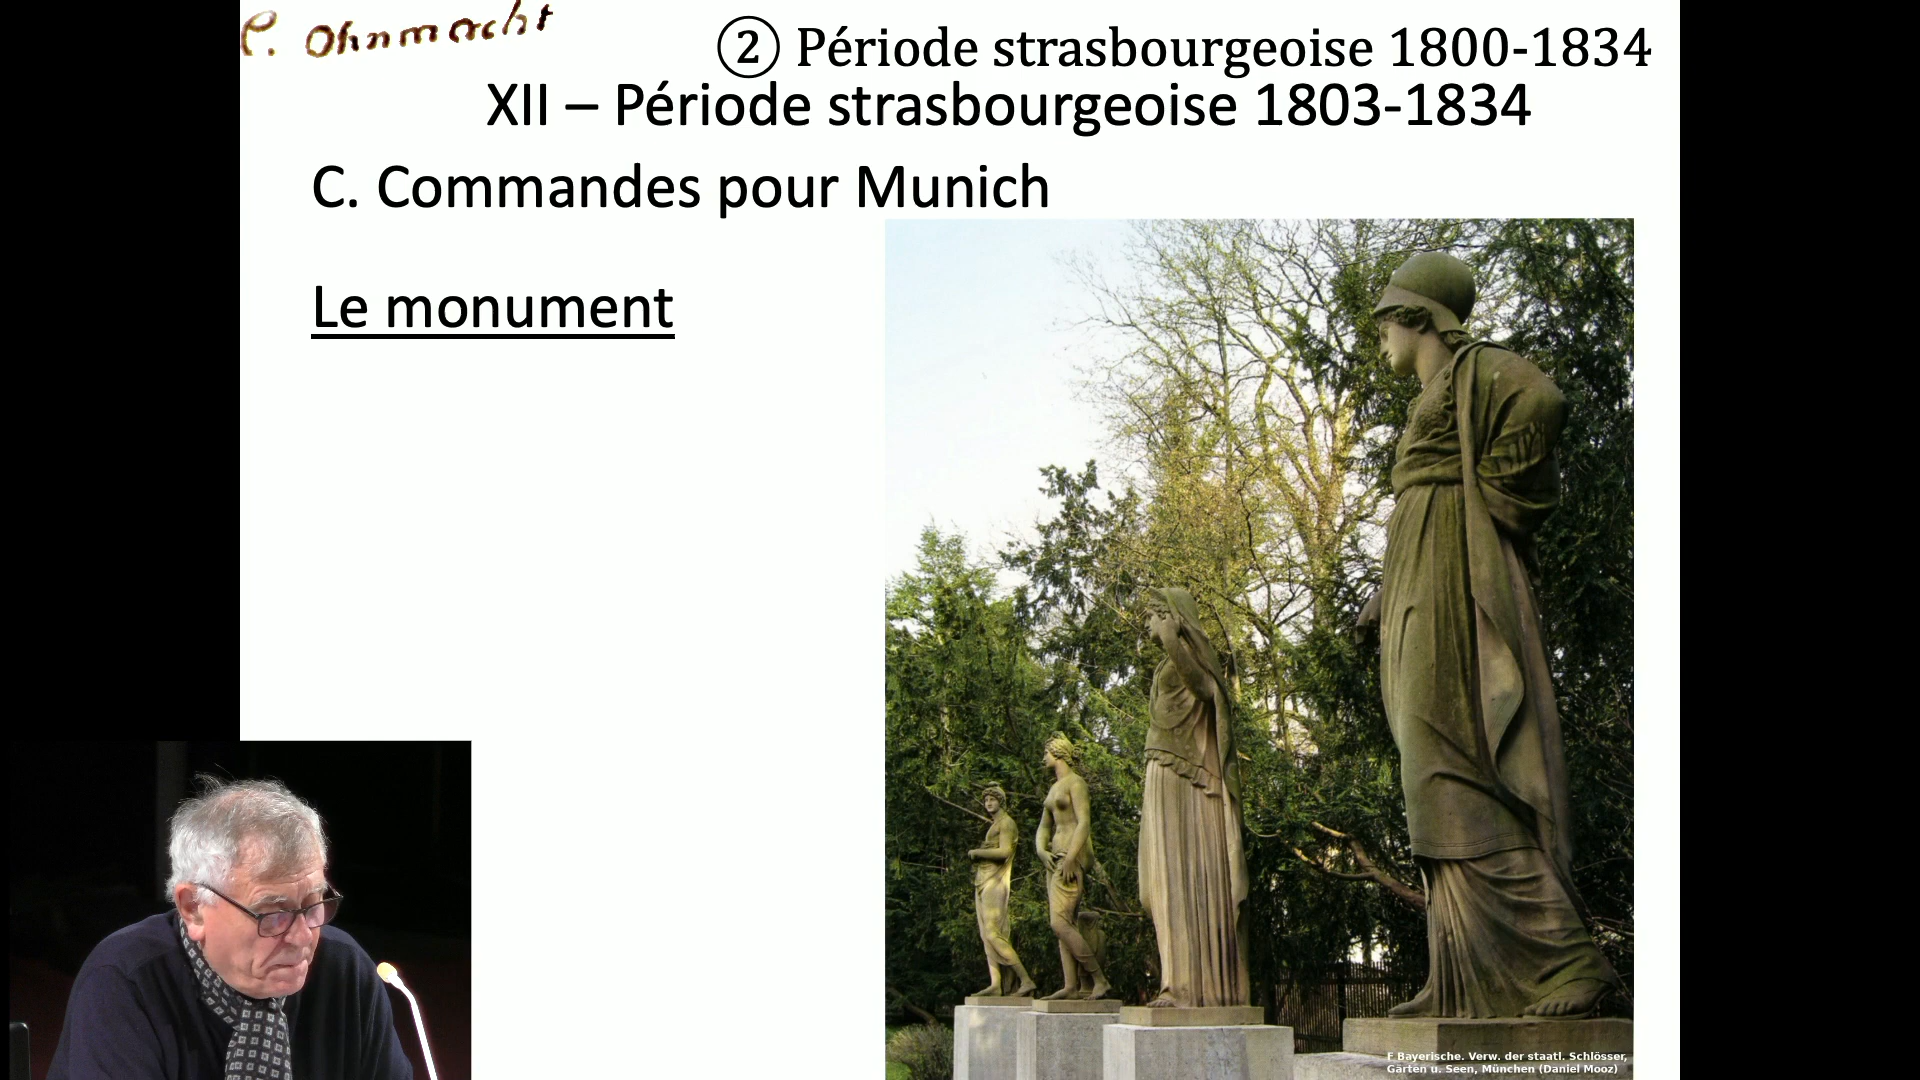 P. Ohnmacht
② Période strasbourgeoise 1800-1834
XII – Période strasbourgeoise 1803-1834
C. Commandes pour Munich
Le monument
F Bayerische. Verw. der staatl. Schlösser,
Gärten u. Seen, München (Daniel Mooz)